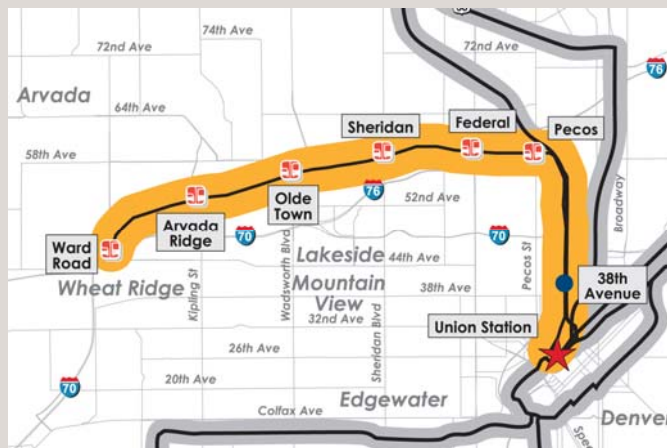 74th Ave
72nd Ave
72nd Ave
76
Arvada
64th Ave
Sheridan
Federal
Pecos
58th Ave
Olde
Town
76
52nd Ave
Arvada
Ridge
Ward
Road
70
70
Lakeside
44th Ave
Wheat Ridge
Mountain
View
38th Ave
38th
Avenue
Kipling St
Wadsworth Blvd
Sheridan Blvd
Pecos St
Broadway
32nd Ave
Union Station
26th Ave
70
20th Ave
Edgewater
Colfax Ave
Denver